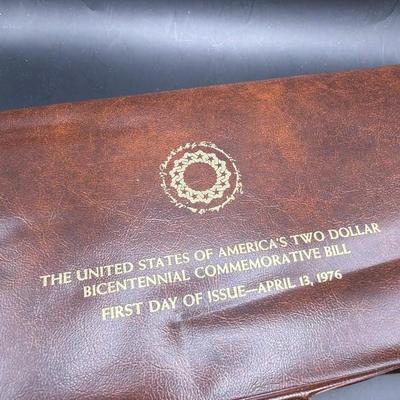 THE UNITED STATES OF AMERICA'S TWO DOLLAR
BICENTENNIAL COMMEMORATIVE BILL
FIRST DAY OF ISSUE—APRIL 13, 1976